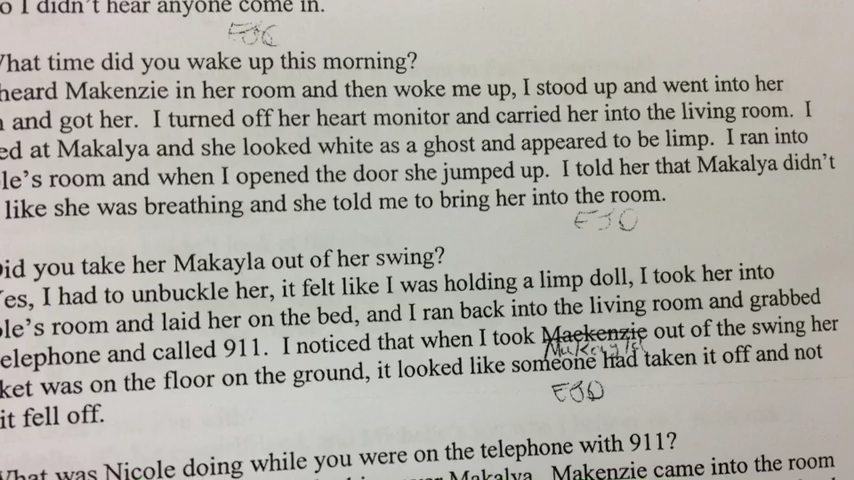 o I didn't hear anyone come in.
EJO
What time did you wake up this morning?
heard Makenzie in her room and then woke me up, I stood up and went into her
and got her. I turned off her heart monitor and carried her into the living room. I
ed at Makalya and she looked white as a ghost and appeared to be limp. I ran into
le's room and when I opened the door she jumped up. I told her that Makalya didn't
like she was breathing and she told me to bring her into the room.
EJO
Did you take her Makayla out of her swing?
Yes, I had to unbuckle her, it felt like I was holding a limp doll, I took her into
le's room and laid her on the bed, and I ran back into the living room and grabbed
elephone and called 911. I noticed that when I took Maekenzie out of the swing her
Makayla
ket was on the floor on the ground, it looked like someone had taken it off and not
it fell off.
EJO
What was Nicole doing while you were on the telephone with 911?
Makalya Makenzie came into the room